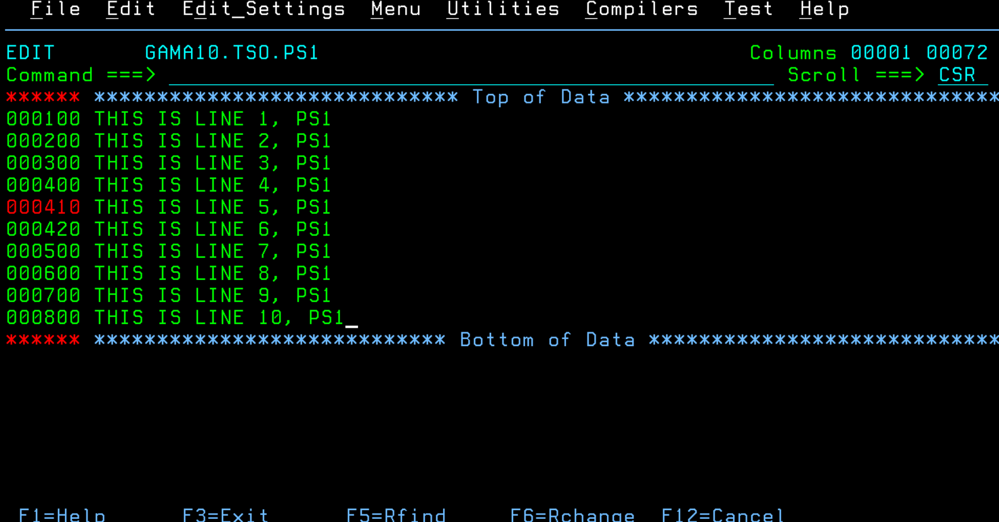 File Edit Edit_Settings Menu Utilities Compilers Test Help
EDIT GAMA10.TSO.PS1 Columns 00001 00072
Command ===> Scroll ===> CSR
****** ***************************** Top of Data ******************************
000100 THIS IS LINE 1, PS1
000200 THIS IS LINE 2, PS1
000300 THIS IS LINE 3, PS1
000400 THIS IS LINE 4, PS1
000410 THIS IS LINE 5, PS1
000420 THIS IS LINE 6, PS1
000500 THIS IS LINE 7, PS1
000600 THIS IS LINE 8, PS1
000700 THIS IS LINE 9, PS1
000800 THIS IS LINE 10, PS1_
****** **************************** Bottom of Data ****************************
F1=Help F3=Exit F5=Rfind F6=Rchange F12=Cancel